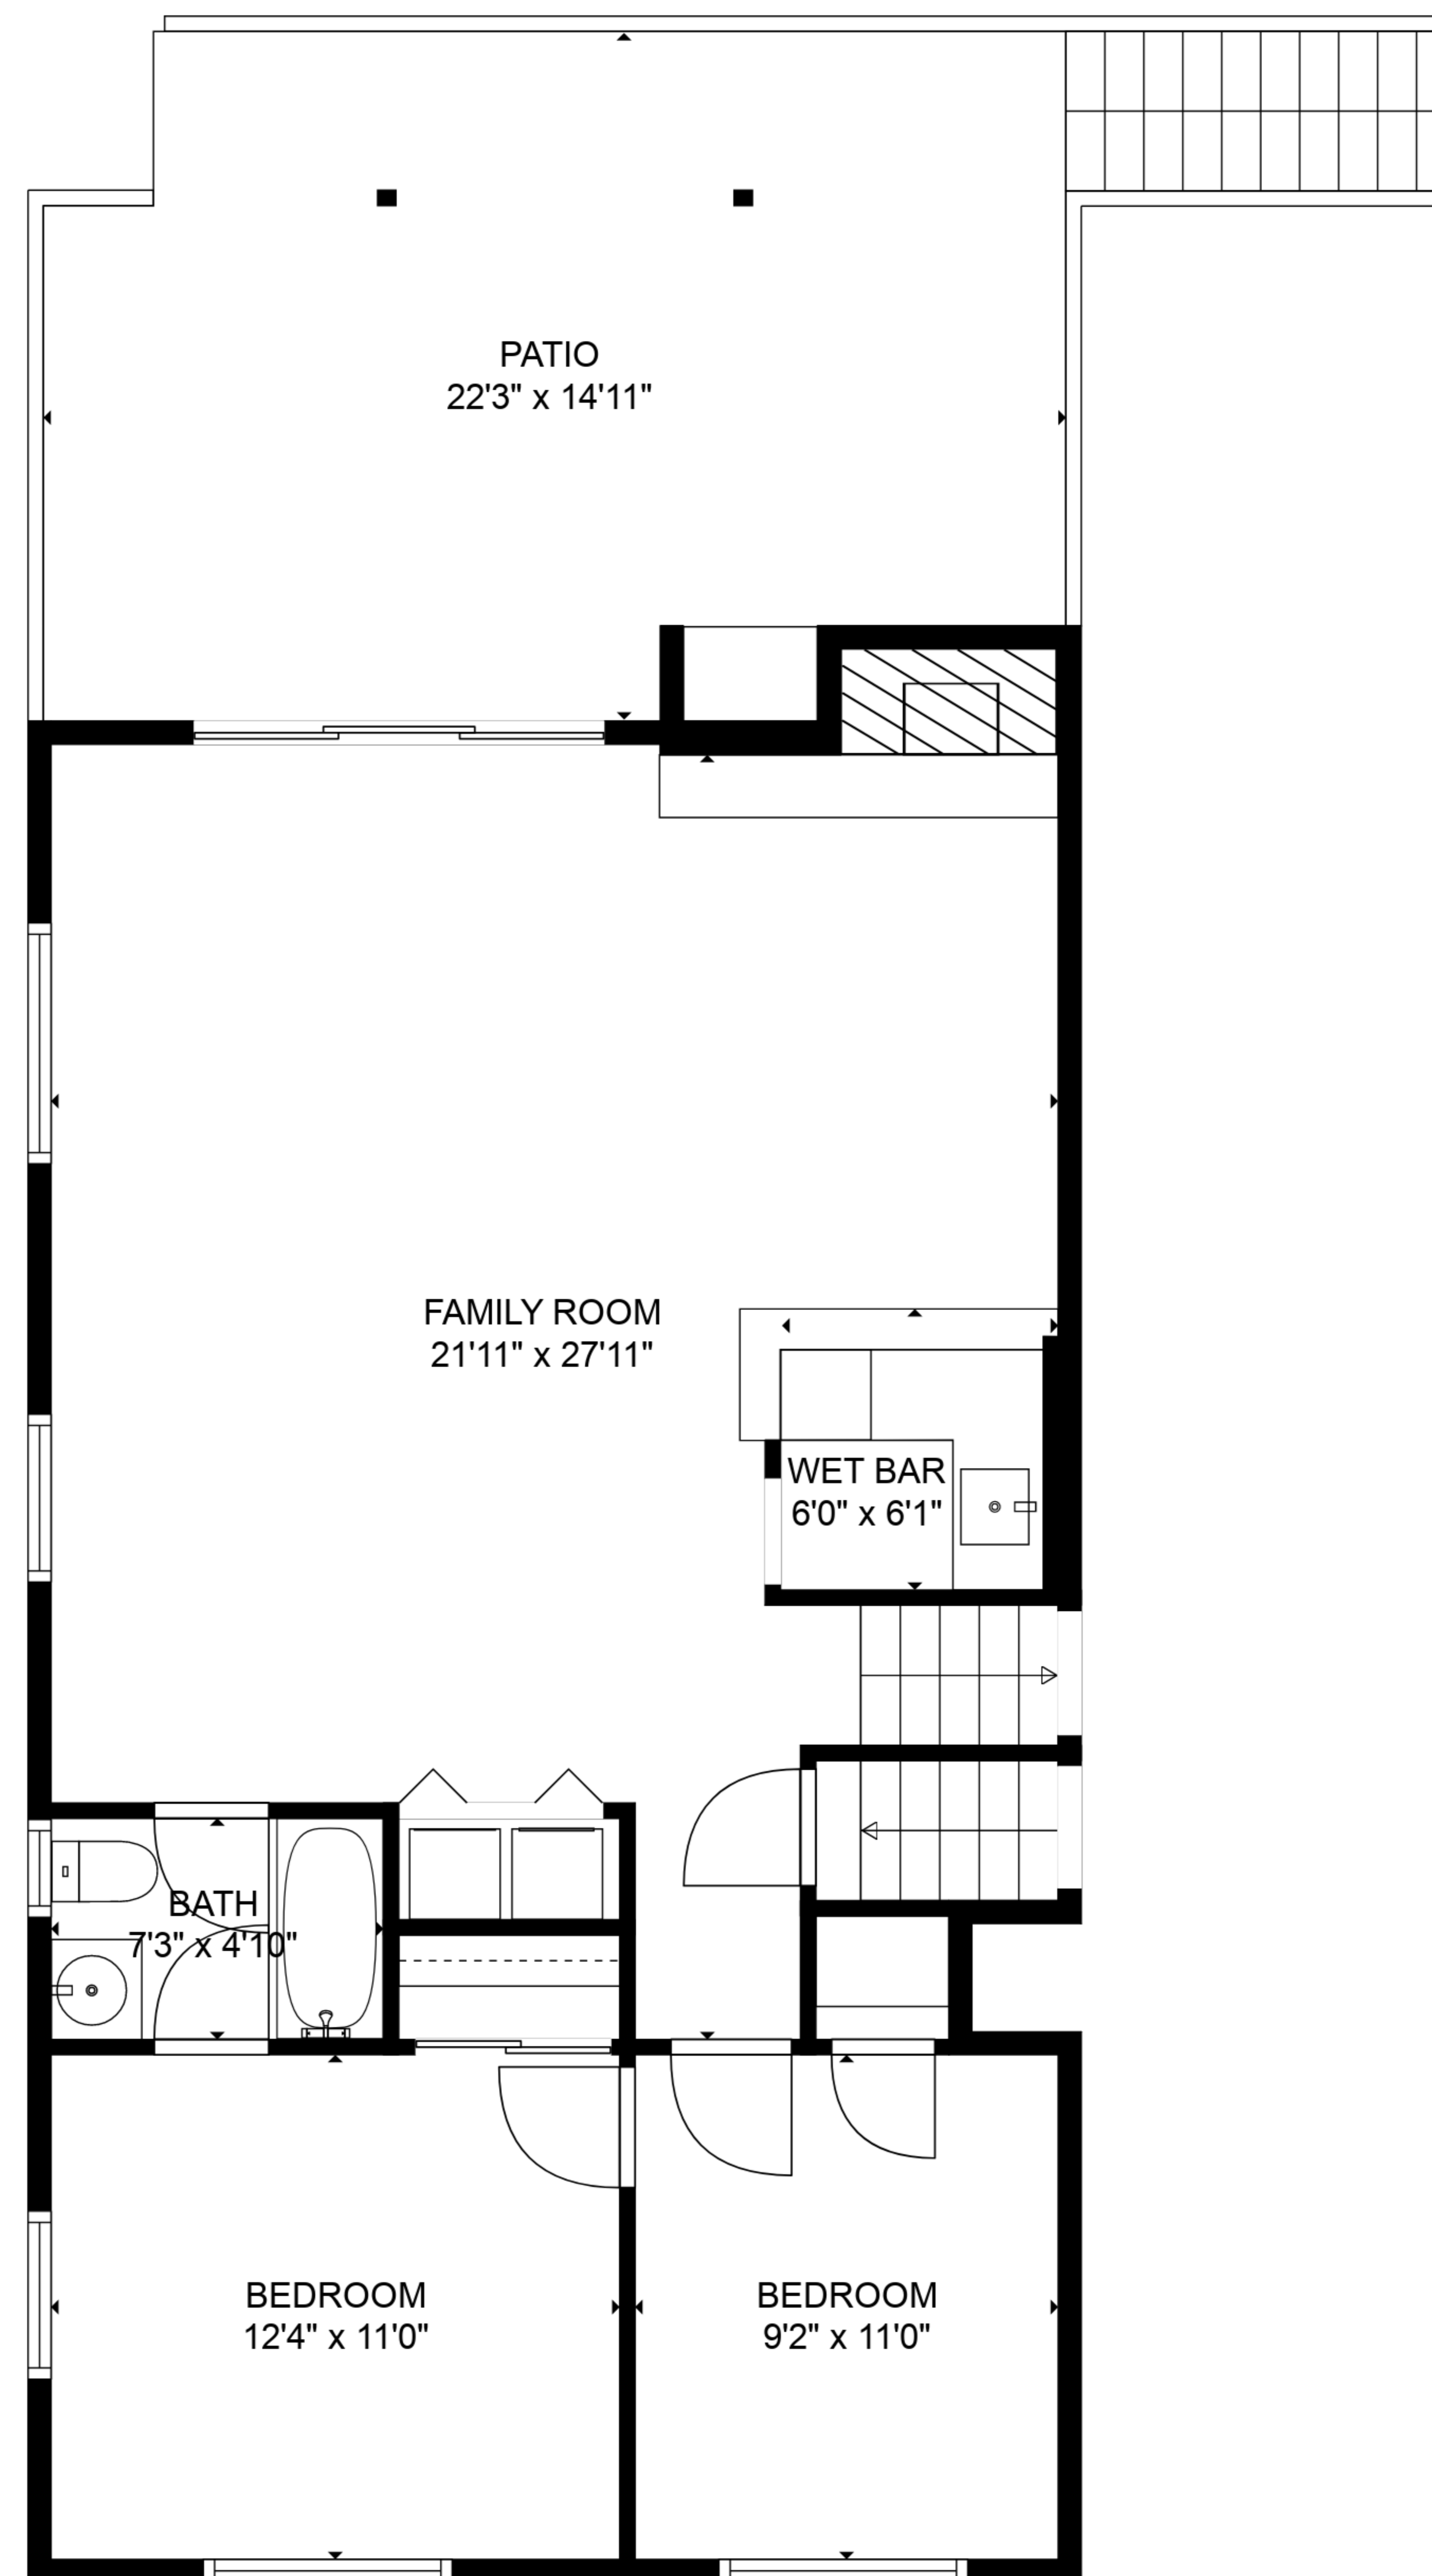 PATIO
22'3" x 14'11"
FAMILY ROOM
21'11" x 27'11"
WET BAR
6'0" x 6'1"
BATH
7'3" x 4'10"
BEDROOM
12'4" x 11'0"
BEDROOM
9'2" x 11'0"